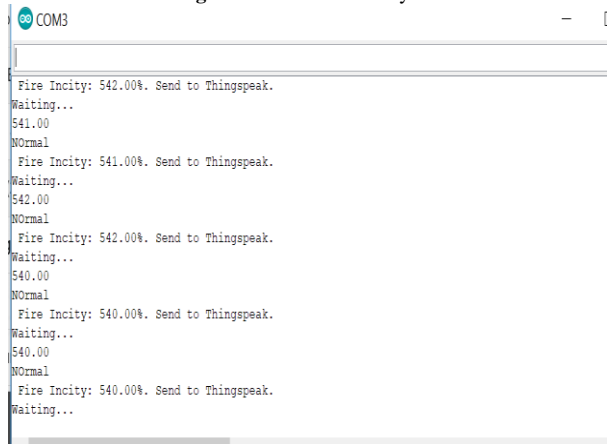 COM3
Fire Incity: 542.00%. Send to Thingspeak.
Waiting...
541.00
NOrmal
Fire Incity: 541.00%. Send to Thingspeak.
Waiting...
542.00
NOrmal
Fire Incity: 542.00%. Send to Thingspeak.
Waiting...
540.00
NOrmal
Fire Incity: 540.00%. Send to Thingspeak.
Waiting...
540.00
NOrmal
Fire Incity: 540.00%. Send to Thingspeak.
Waiting...